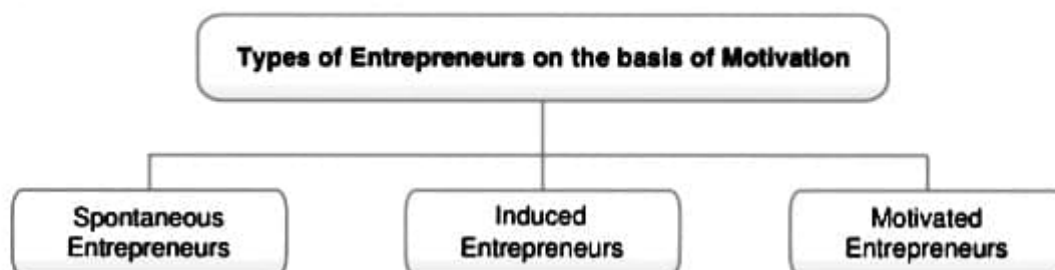 Types of Entrepreneurs on the basis of Motivation
Spontaneous
Entrepreneurs
Induced
Entrepreneurs
Motivated
Entrepreneurs